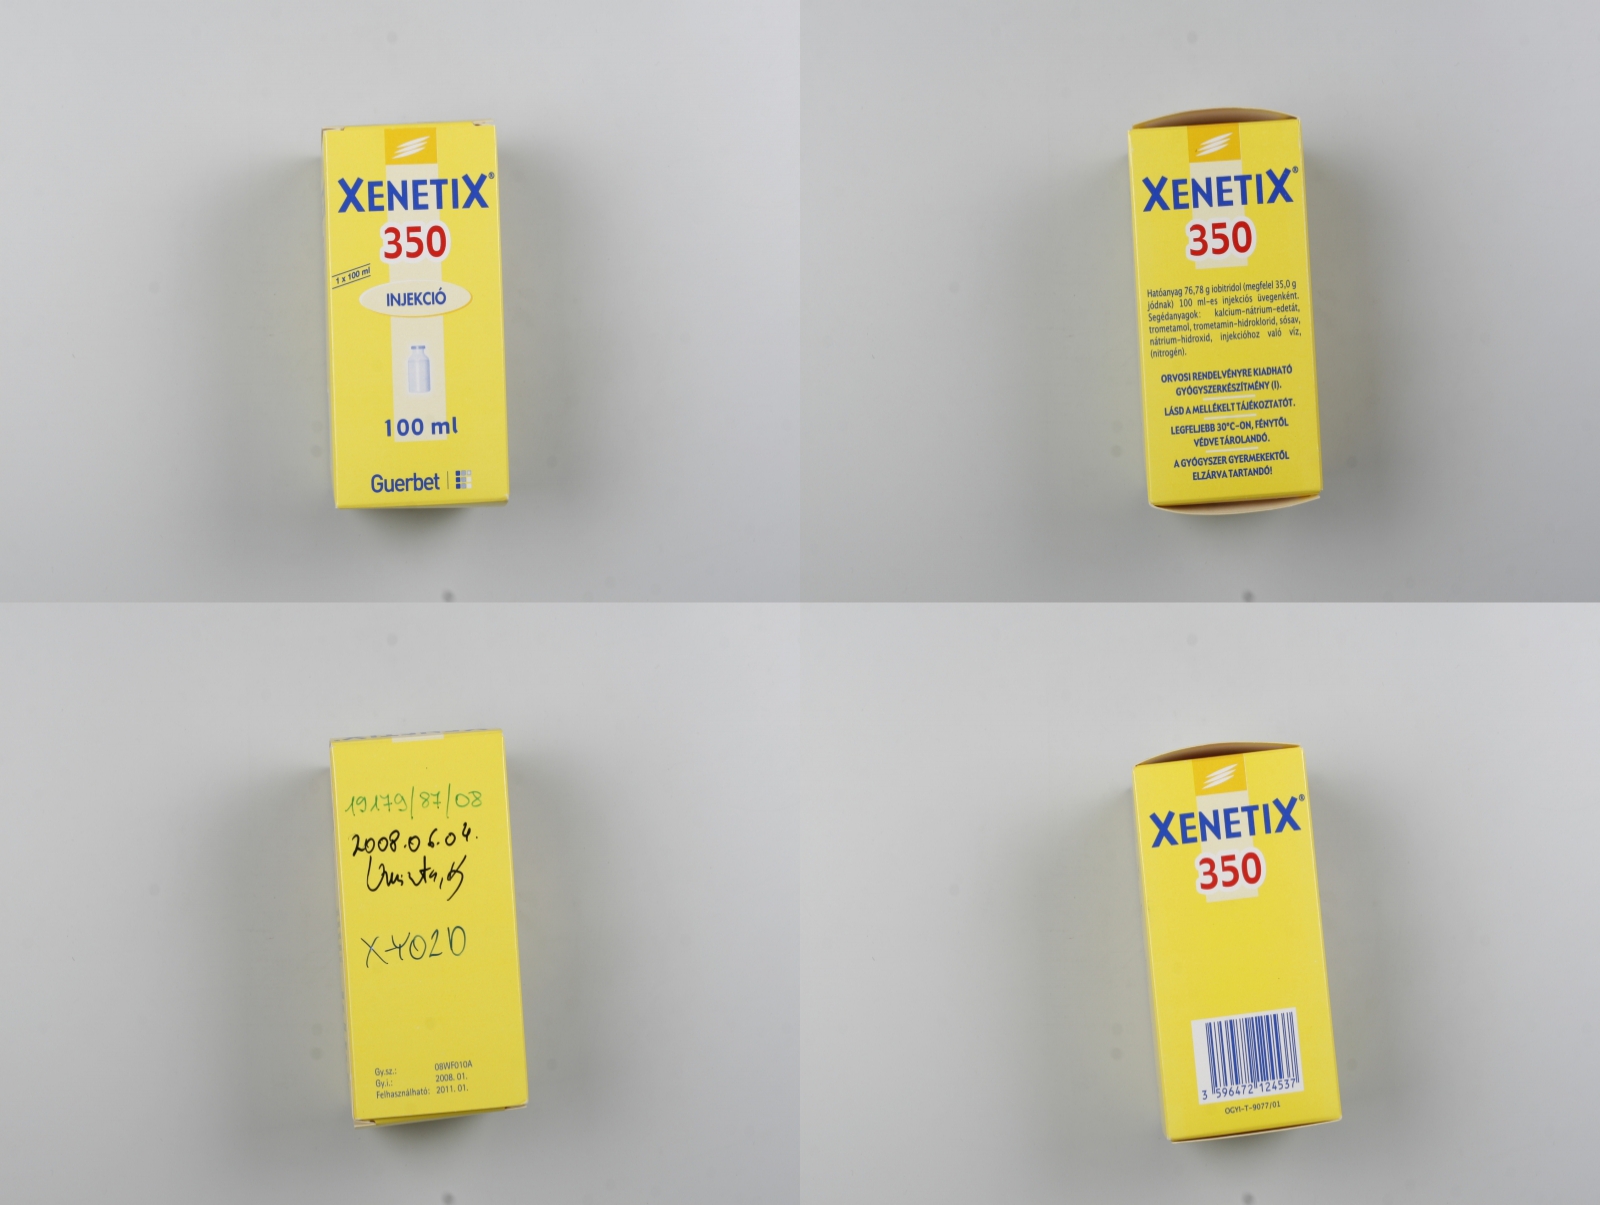 XENETIX®
350
1 x 100 ml
INJEKCIÓ
100 ml
Guerbet
XENETIX®
350
Hatóanyag 76,78 g iobitridol (megfelel 35,0 g
jódnak) 100 ml-es injekciós üvegenként.
Segédanyagok: kalcium-nátrium-edetát,
trometamol, trometamin-hidroklorid, sósav,
nátrium-hidroxid, injekcióhoz való víz,
(nitrogén).
ORVOSI RENDELVÉNYRE KIADHATÓ
GYÓGYSZERKÉSZÍTMÉNY (I).
LÁSD A MELLÉKELT TÁJÉKOZTATÓT.
LEGFELJEBB 30°C-ON, FÉNYTŐL
VÉDVE TÁROLANDÓ.
A GYÓGYSZER GYERMEKEKTŐL
ELZÁRVA TARTANDÓ!
19179/87/08
2008.06.04.
X4020
Gy.sz.: 08WF010A
Gy.i.: 2008. 01.
Felhasználható: 2011. 01.
XENETIX®
350
3 596472 124537
OGYI-T-9077/01